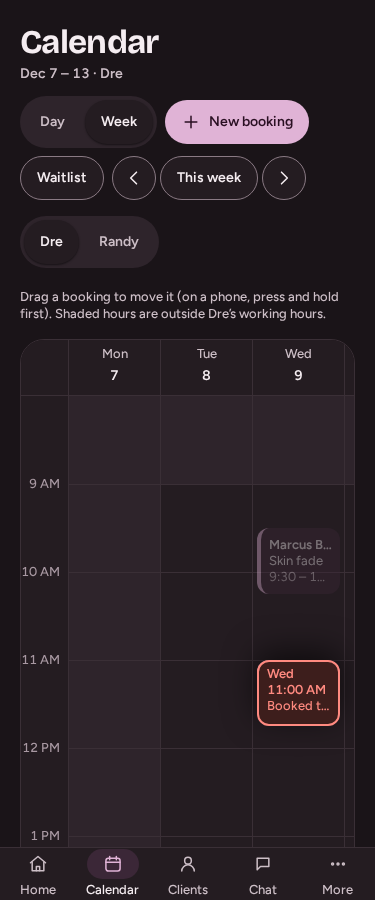 Calendar
Dec 7 – 13 · Dre
Day
Week
New booking
Waitlist
This week
Dre
Randy
Drag a booking to move it (on a phone, press and hold
first). Shaded hours are outside Dre’s working hours.
Mon
7
Tue
8
Wed
9
9 AM
Marcus B…
Skin fade
9:30 – 1…
10 AM
11 AM
Wed
11:00 AM
Booked t…
12 PM
1 PM
Home
Calendar
Clients
Chat
More